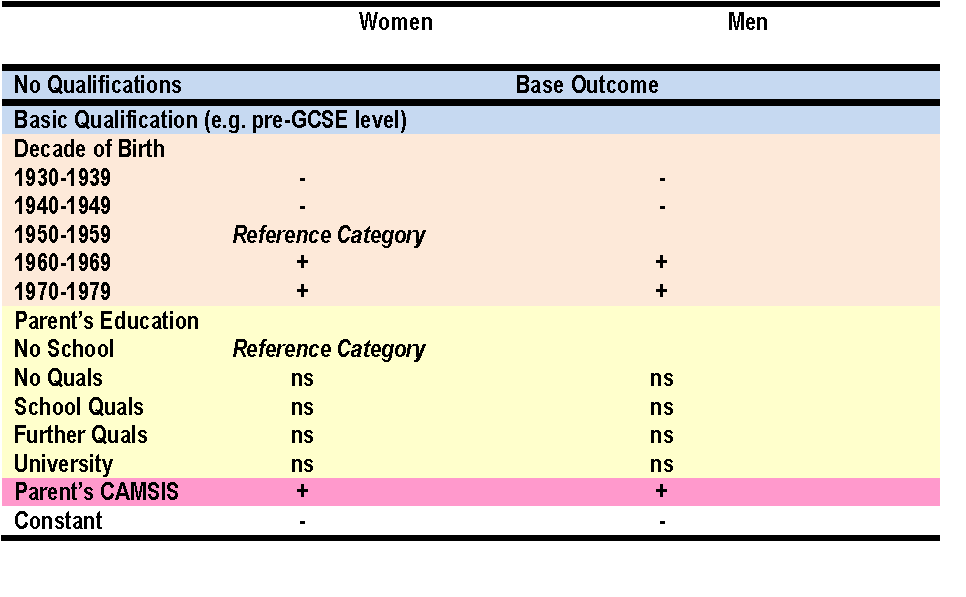 Women Men
No Qualifications Base Outcome
Basic Qualification (e.g. pre-GCSE level)
Decade of Birth
1930-1939 - -
1940-1949 - -
1950-1959 Reference Category
1960-1969 + +
1970-1979 + +
Parent's Education
No School Reference Category
No Quals ns ns
School Quals ns ns
Further Quals ns ns
University ns ns
Parent's CAMSIS + +
Constant - -